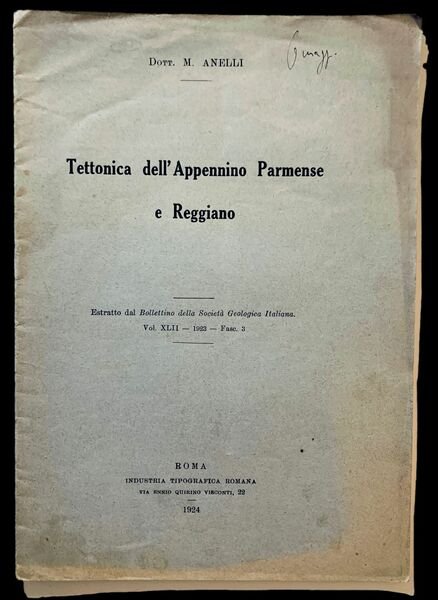 Dott. M. ANELLI
Tettonica dell'Appennino Parmense
e Reggiano
Estratto dal Bollettino della Società Geologica Italiana.
Vol. XLII — 1923 — Fasc. 3
ROMA
INDUSTRIA TIPOGRAFICA ROMANA
VIA ENNIO QUIRINO VISCONTI, 22
1924